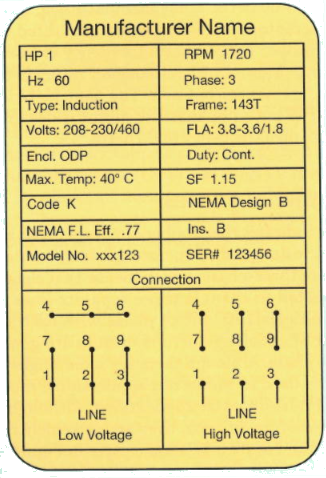 Manufacturer Name
HP 1 RPM 1720
Hz 60 Phase: 3
Type: Induction Frame: 143T
Volts: 208-230/460 FLA: 3.8-3.6/1.8
Encl. ODP Duty: Cont.
Max. Temp: 40° C SF 1.15
Code K NEMA Design B
NEMA F.L. Eff. .77 Ins. B
Model No. xxx123 SER# 123456
Connection
4 5 6 4 5 6
7 8 9 7 8 9
1 2 3 1 2 3
LINE LINE
Low Voltage High Voltage